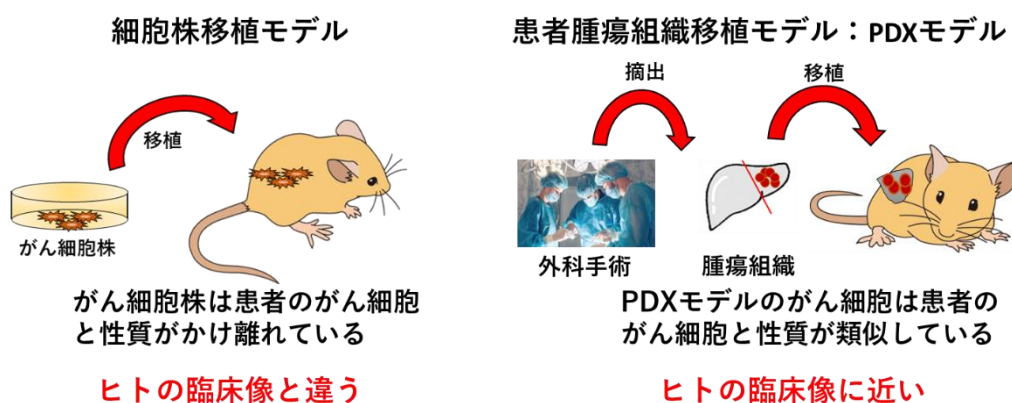 細胞株移植モデル
移植
がん細胞株
がん細胞株は患者のがん細胞
と性質がかけ離れている
ヒトの臨床像と違う
患者腫瘍組織移植モデル：PDXモデル
摘出
移植
外科手術
腫瘍組織
PDXモデルのがん細胞は患者の
がん細胞と性質が類似している
ヒトの臨床像に近い